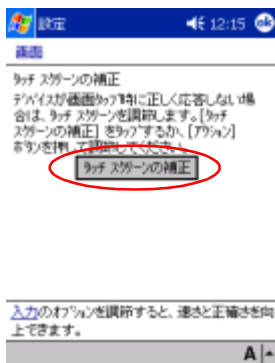 設定 12:15 ok
画面
タッチ スクリーンの補正
デバイスが画面タップ時に正しく応答しない場
合は、タッチ スクリーンを調節します。[タッチ
スクリーンの補正] をタップするか、[アクション]
ボタンを押して調節してください。
タッチ スクリーンの補正
入力のオプションを調節すると、速さと正確さを向
上できます。
A